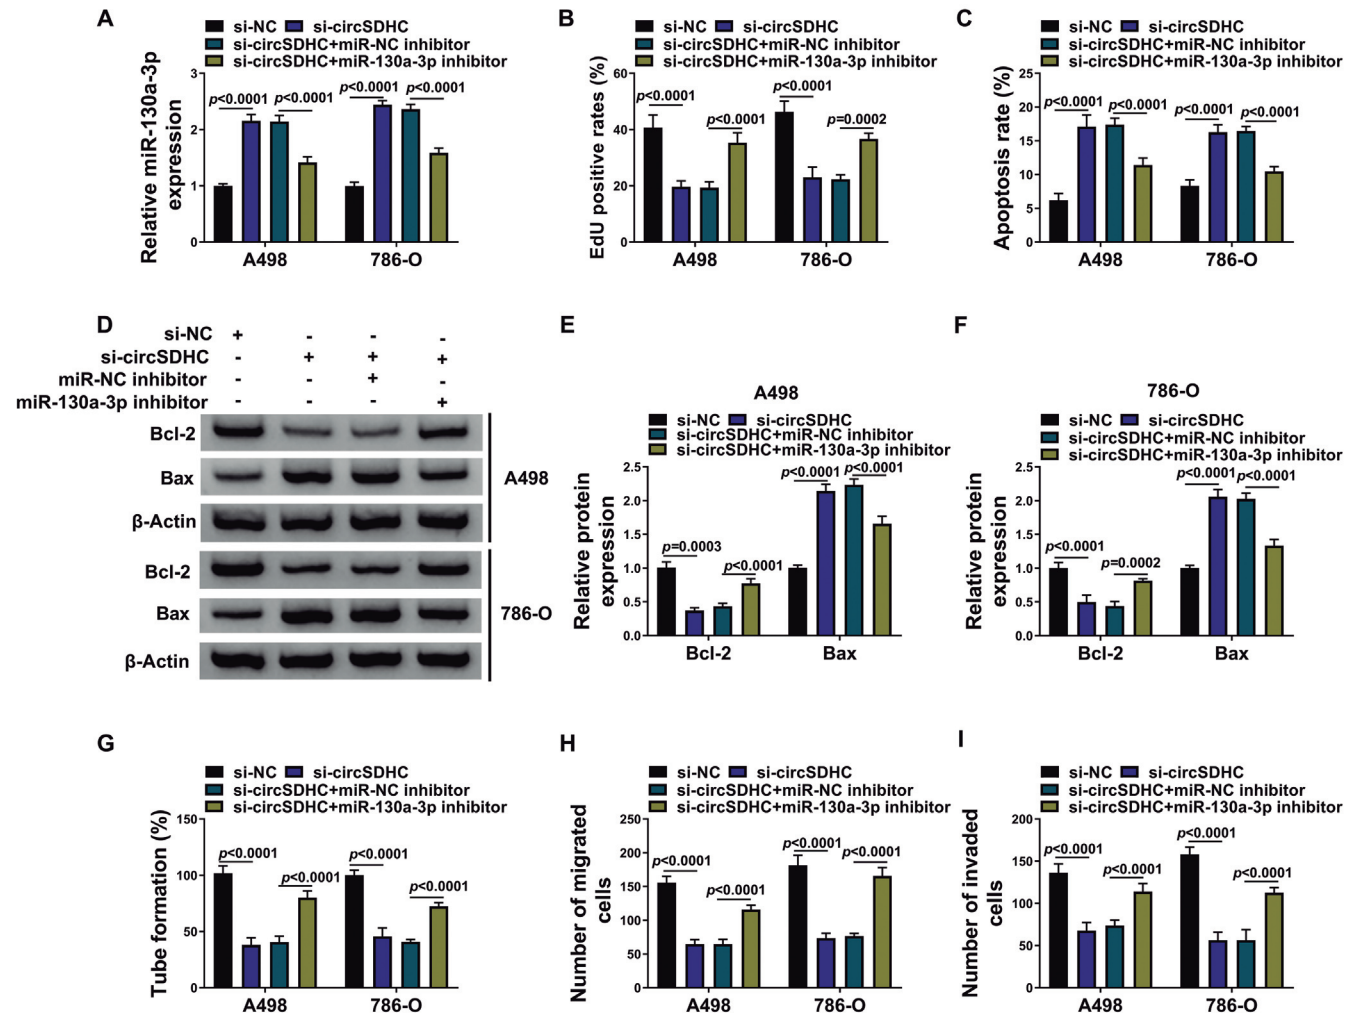 A
si-NC si-circSDHC
si-circSDHC+miR-NC inhibitor
si-circSDHC+miR-130a-3p inhibitor
Relative miR-130a-3p
expression
3
2
1
0
p<0.0001
p<0.0001
p<0.0001
p<0.0001
A498
786-O
B
si-NC si-circSDHC
si-circSDHC+miR-NC inhibitor
si-circSDHC+miR-130a-3p inhibitor
EdU positive rates (%)
60
40
20
0
p<0.0001
p<0.0001
p<0.0001
p=0.0002
A498
786-O
C
si-NC si-circSDHC
si-circSDHC+miR-NC inhibitor
si-circSDHC+miR-130a-3p inhibitor
Apoptosis rate (%)
25
20
15
10
5
0
p<0.0001
p<0.0001
p<0.0001
p<0.0001
A498
786-O
D
si-NC + - - -
si-circSDHC - + + +
miR-NC inhibitor - - + -
miR-130a-3p inhibitor - - - +
Bcl-2
Bax
β-Actin
A498
Bcl-2
Bax
β-Actin
786-O
E
A498
si-NC si-circSDHC
si-circSDHC+miR-NC inhibitor
si-circSDHC+miR-130a-3p inhibitor
Relative protein
expression
2.5
2.0
1.5
1.0
0.5
0.0
p=0.0003
p<0.0001
p<0.0001
p<0.0001
Bcl-2
Bax
F
786-O
si-NC si-circSDHC
si-circSDHC+miR-NC inhibitor
si-circSDHC+miR-130a-3p inhibitor
Relative protein
expression
2.5
2.0
1.5
1.0
0.5
0.0
p<0.0001
p=0.0002
p<0.0001
p<0.0001
Bcl-2
Bax
G
si-NC si-circSDHC
si-circSDHC+miR-NC inhibitor
si-circSDHC+miR-130a-3p inhibitor
Tube formation (%)
150
100
50
0
p<0.0001
p<0.0001
p<0.0001
p<0.0001
A498
786-O
H
si-NC si-circSDHC
si-circSDHC+miR-NC inhibitor
si-circSDHC+miR-130a-3p inhibitor
Number of migrated
cells
250
200
150
100
50
0
p<0.0001
p<0.0001
p<0.0001
p<0.0001
A498
786-O
I
si-NC si-circSDHC
si-circSDHC+miR-NC inhibitor
si-circSDHC+miR-130a-3p inhibitor
Number of invaded
cells
200
150
100
50
0
p<0.0001
p<0.0001
p<0.0001
p<0.0001
A498
786-O